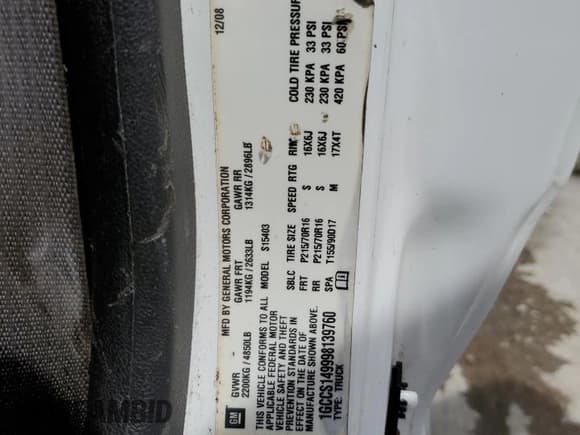 MFD BY GENERAL MOTORS CORPORATION 12/08
GM GVWR GAWR FRT GAWR RR
2200KG / 4850LB 1194KG / 2633LB 1314KG / 2896LB
THIS VEHICLE CONFORMS TO ALL
APPLICABLE FEDERAL MOTOR
VEHICLE SAFETY AND THEFT
PREVENTION STANDARDS IN
EFFECT ON THE DATE OF
MANUFACTURE SHOWN ABOVE.
1GCCS149998139760
TYPE: TRUCK
MODEL S15403
SBLC TIRE SIZE SPEED RTG RIM COLD TIRE PRESSURE
FRT P215/70R16 S 16X6J 230 KPA 33 PSI
RR P215/70R16 S 16X6J 230 KPA 33 PSI
SPA T155/90D17 M 17X4T 420 KPA 60 PSI